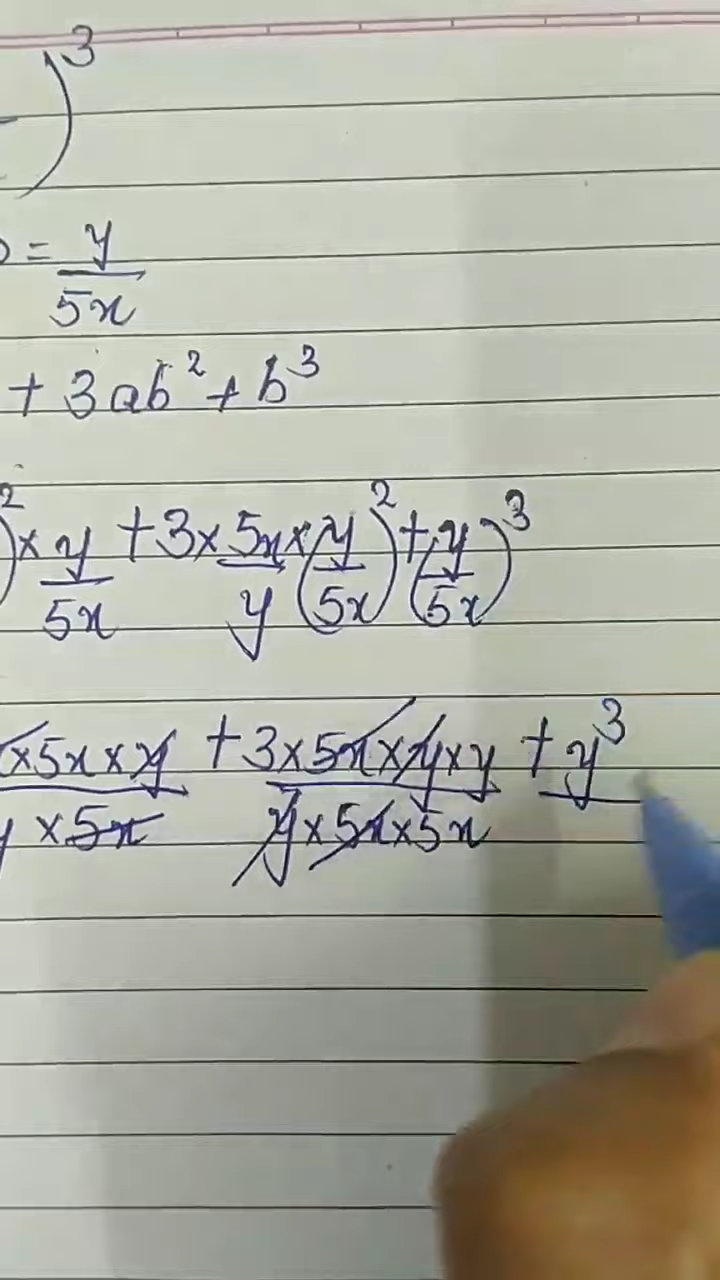 )³
= y/5x
+ 3ab² + b³
)² × y/5x + 3 × 5x/y × (y/5x)² + (y/5x)³
×5x × y / y × 5x + 3×5x×y×y / y×5x×5x + y³